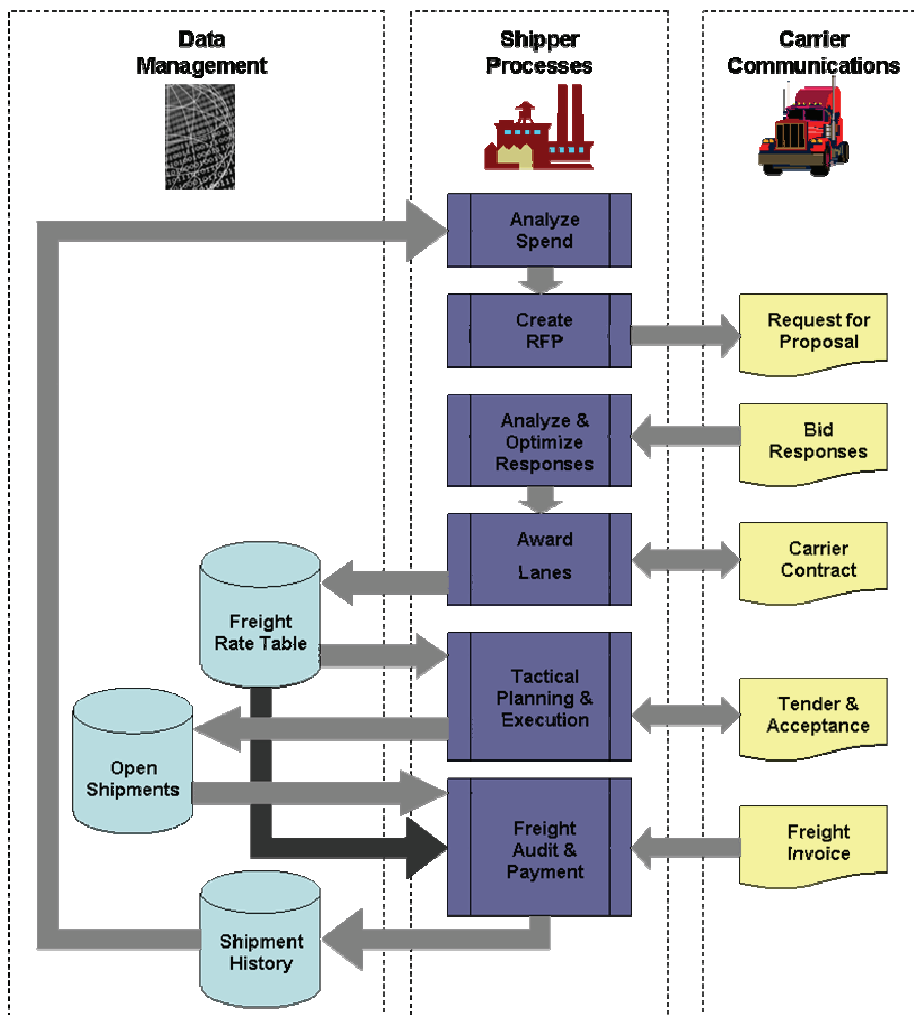 Data
Management
Shipper
Processes
Carrier
Communications
Analyze
Spend
Create
RFP
Request for
Proposal
Analyze &
Optimize
Responses
Bid
Responses
Award
Lanes
Carrier
Contract
Freight
Rate Table
Tactical
Planning &
Execution
Tender &
Acceptance
Open
Shipments
Freight
Audit &
Payment
Freight
Invoice
Shipment
History